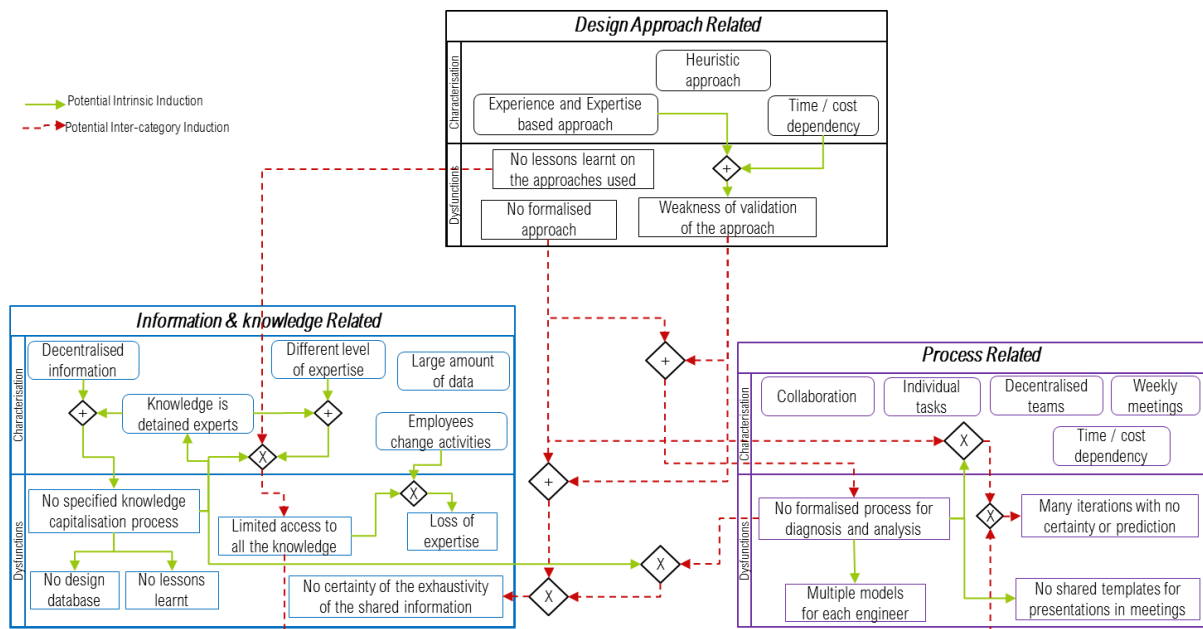 Design Approach Related
Characterisation
Heuristic
approach
Experience and Expertise
based approach
Time / cost
dependency
Potential Intrinsic Induction
Potential Inter-category Induction
Dysfunctions
No lessons learnt on
the approaches used
+
No formalised
approach
Weakness of validation
of the approach
Information & knowledge Related
Characterisation
Decentralised
information
Different level
of expertise
Large amount
of data
+
Knowledge is
detained experts
+
Employees
change activities
X
Dysfunctions
No specified knowledge
capitalisation process
Limited access to
all the knowledge
X
Loss of
expertise
No design
database
No lessons
learnt
No certainty of the exhaustivity
of the shared information
+
+
X
X
Process Related
Characterisation
Collaboration
Individual
tasks
Decentralised
teams
Weekly
meetings
X
Time / cost
dependency
Dysfunctions
No formalised process for
diagnosis and analysis
X
Many iterations with no
certainty or prediction
Multiple models
for each engineer
No shared templates for
presentations in meetings